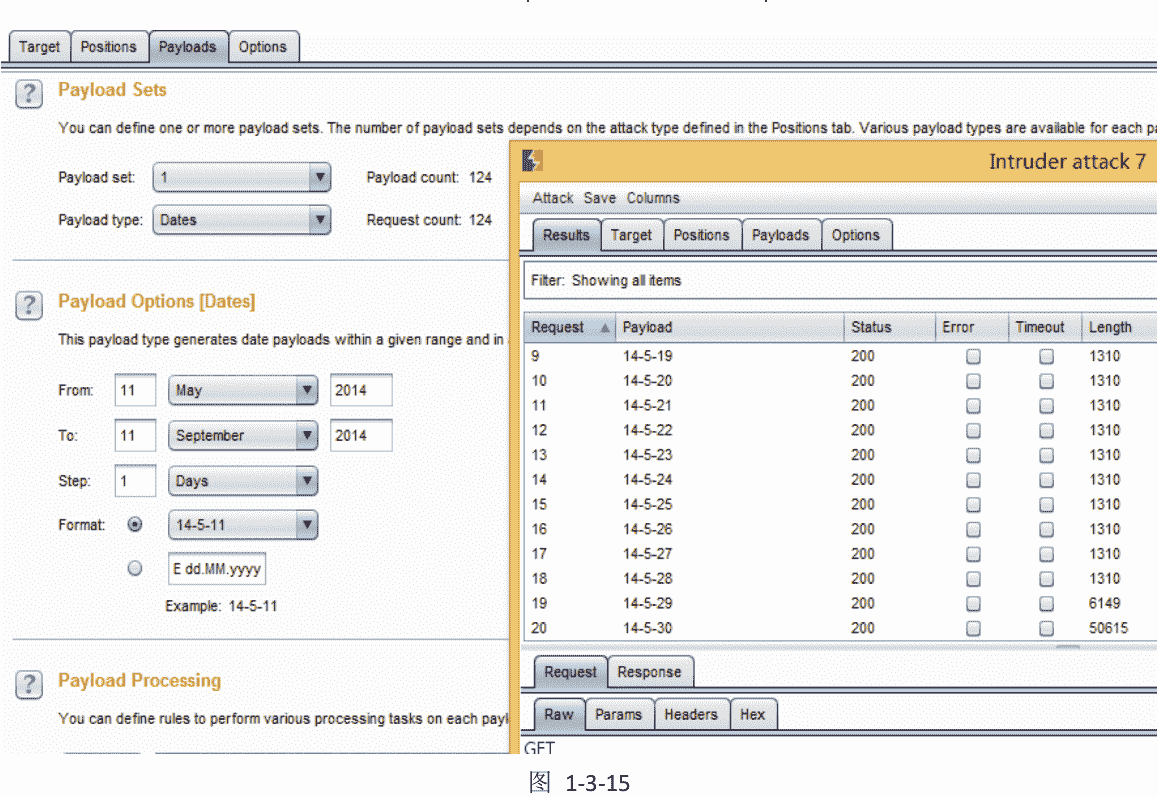 Target Positions Payloads Options
Payload Sets
You can define one or more payload sets. The number of payload sets depends on the attack type defined in the Positions tab. Various payload types are available for each
Payload set: 1 Payload count: 124
Payload type: Dates Request count: 124
Payload Options [Dates]
This payload type generates date payloads within a given range and in
From: 11 May 2014
To: 11 September 2014
Step: 1 Days
Format: 14-5-11
E dd.MM.yyyy
Example: 14-5-11
Payload Processing
You can define rules to perform various processing tasks on each
Intruder attack 7
Attack Save Columns
Results Target Positions Payloads Options
Filter: Showing all items
Request Payload Status Error Timeout Length
9 14-5-19 200 1310
10 14-5-20 200 1310
11 14-5-21 200 1310
12 14-5-22 200 1310
13 14-5-23 200 1310
14 14-5-24 200 1310
15 14-5-25 200 1310
16 14-5-26 200 1310
17 14-5-27 200 1310
18 14-5-28 200 1310
19 14-5-29 200 6149
20 14-5-30 200 50615
Request Response
Raw Params Headers Hex
GET
图 1-3-15